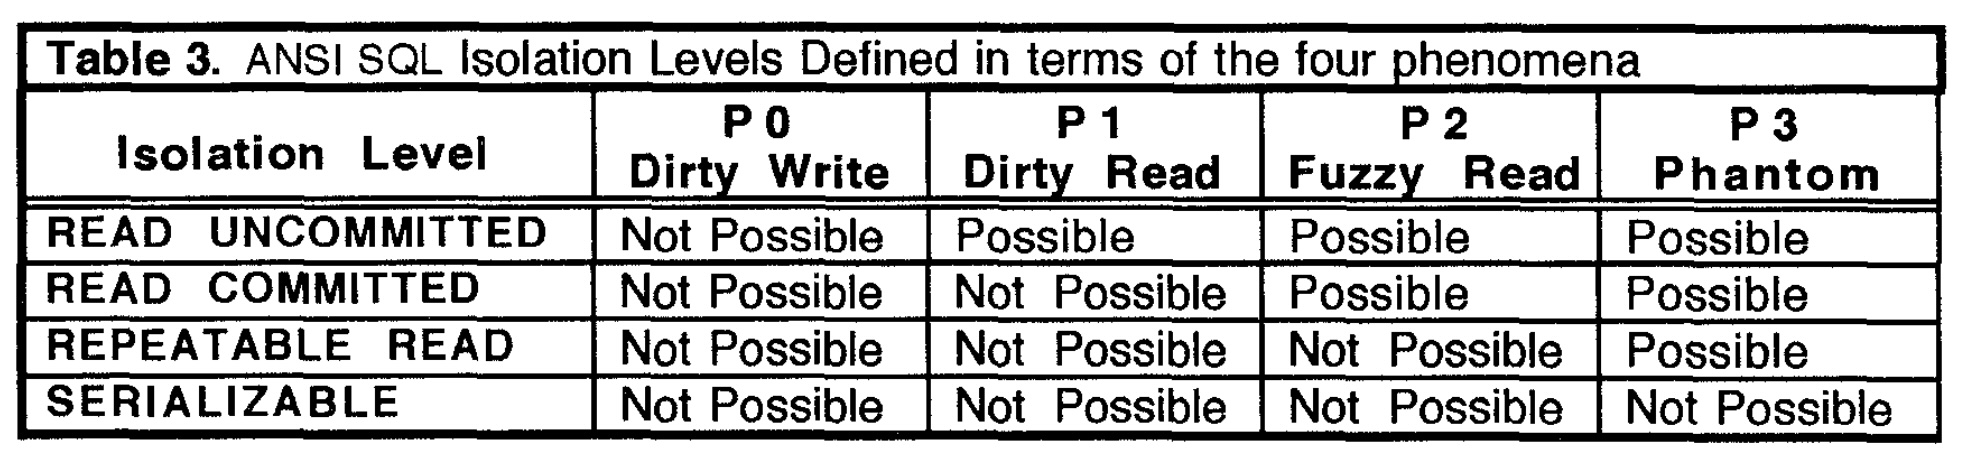 Table 3. ANSI SQL Isolation Levels Defined in terms of the four phenomena
Isolation Level P 0 Dirty Write P 1 Dirty Read P 2 Fuzzy Read P 3 Phantom
READ UNCOMMITTED Not Possible Possible Possible Possible
READ COMMITTED Not Possible Not Possible Possible Possible
REPEATABLE READ Not Possible Not Possible Not Possible Possible
SERIALIZABLE Not Possible Not Possible Not Possible Not Possible